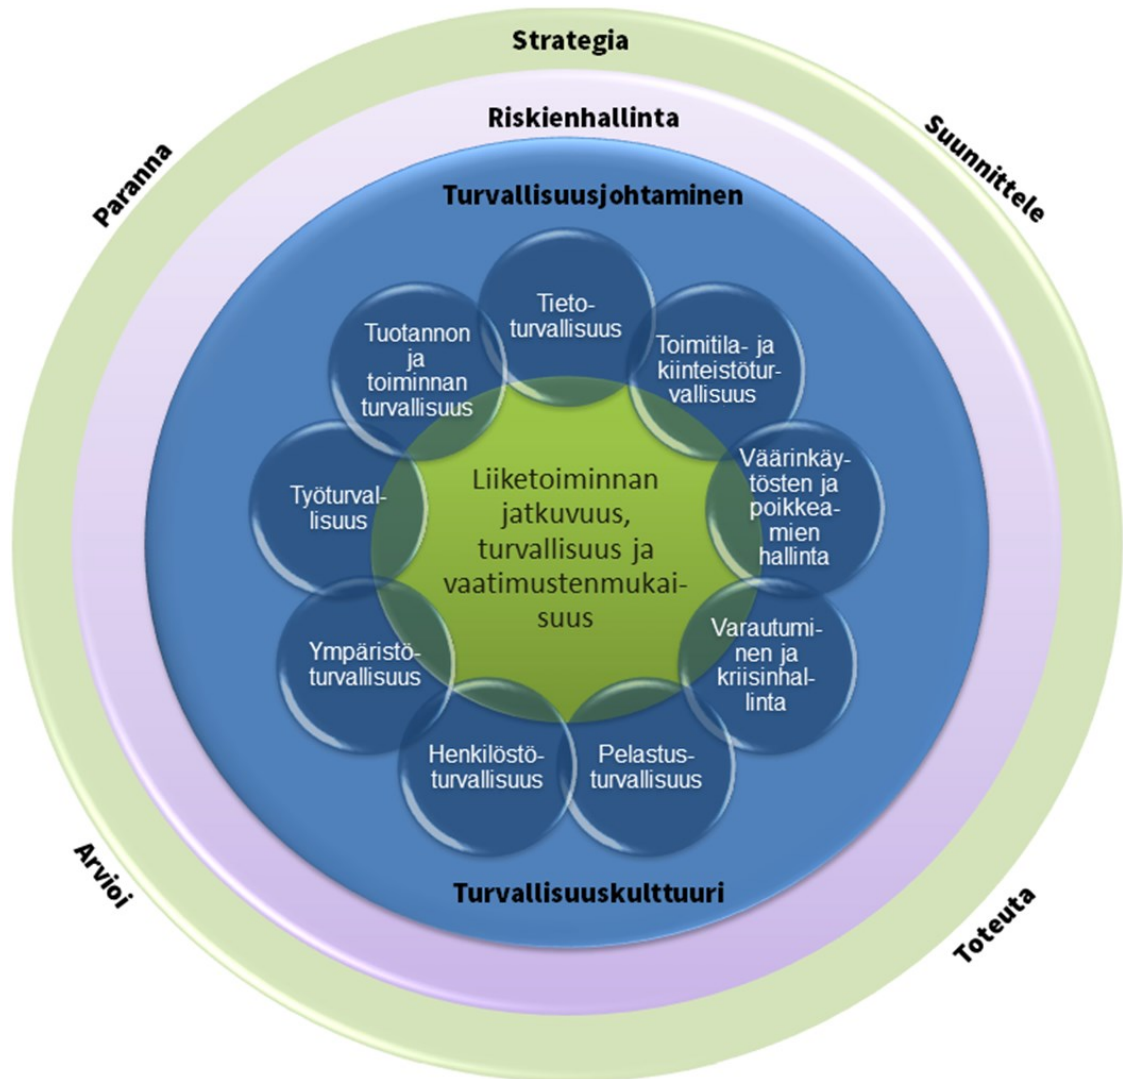 Strategia
Suunnittele
Toteuta
Arvioi
Paranna
Riskienhallinta
Turvallisuusjohtaminen
Tieto-
turvallisuus
Toimitila- ja
kiinteistötur-
vallisuus
Väärinkäy-
tösten ja
poikkea-
mien
hallinta
Varautumi-
nen ja
kriisinhal-
linta
Pelastus-
turvallisuus
Henkilöstö-
turvallisuus
Ympäristö-
turvallisuus
Työturval-
lisuus
Tuotannon
ja
toiminnan
turvallisuus
Liiketoiminnan
jatkuvuus,
turvallisuus ja
vaatimustenmukai-
suus
Turvallisuuskulttuuri